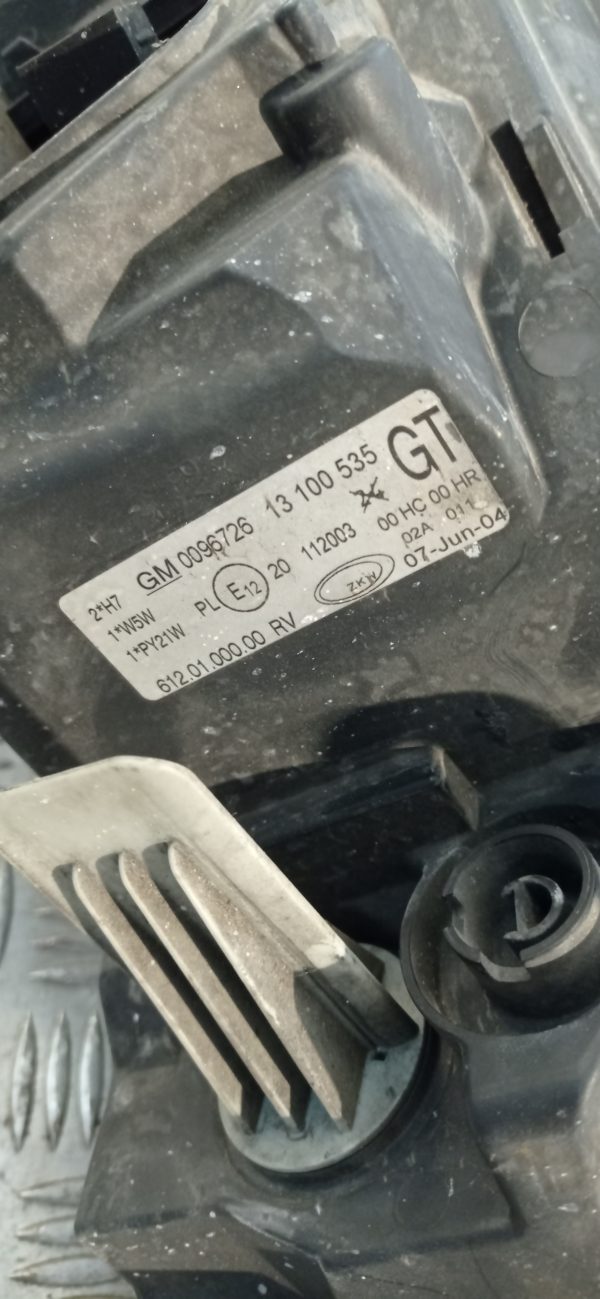 2*H7 GM 0096726 13 100 535 GT
1*W5W
1*PY21W PL E12 20 112003 00 HC 00 HR
02A 011
612.01.000.00 RV ZKW 07-Jun-04